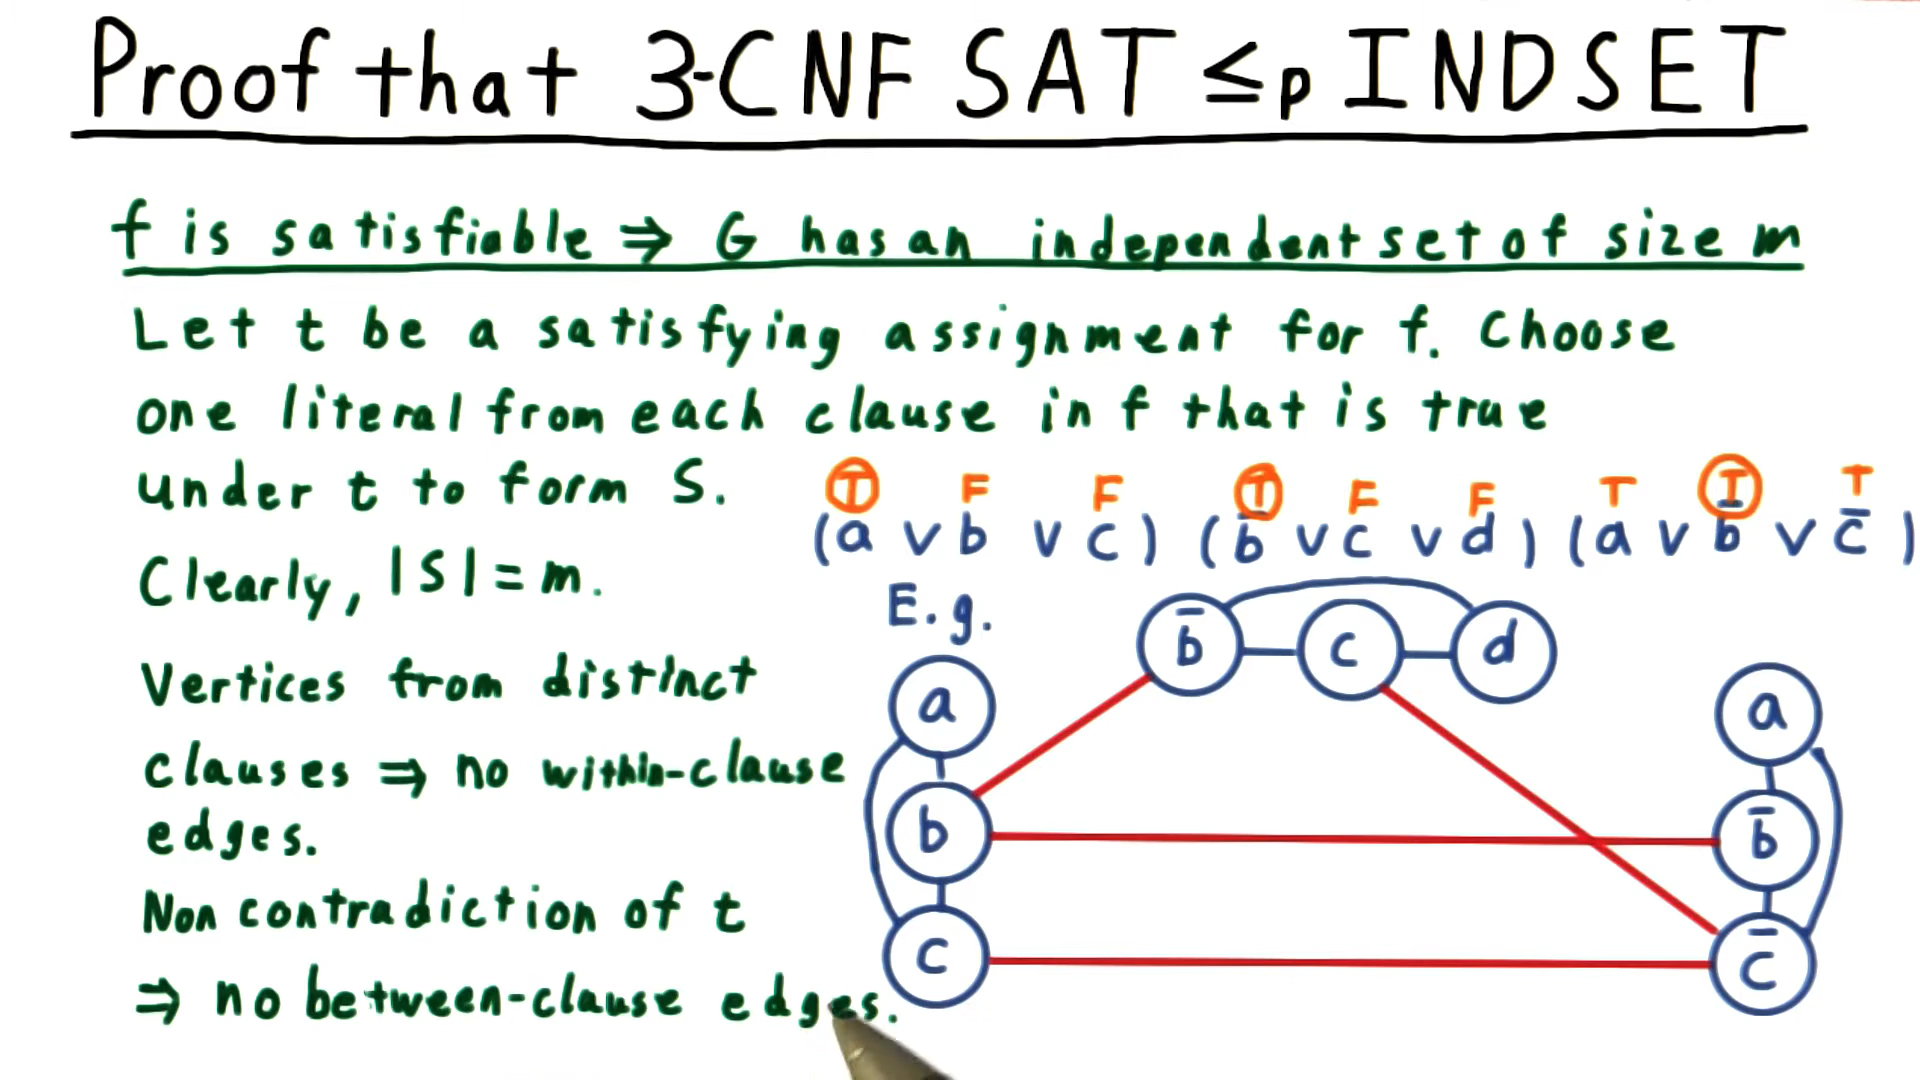 Proof that 3-CNF SAT ≤p INDSET
f is satisfiable ⇒ G has an independent set of size m
Let t be a satisfying assignment for f. Choose
one literal from each clause in f that is true
under t to form S.
T F F T F F T T T
(a ∨ b ∨ c) (b̄ ∨ c ∨ d) (a ∨ b̄ ∨ c̄)
Clearly, |S| = m.
E.g.
b̄ c d
Vertices from distinct
a a
clauses ⇒ no within-clause
edges.
b b̄
Non contradiction of t
c c̄
⇒ no between-clause edges.